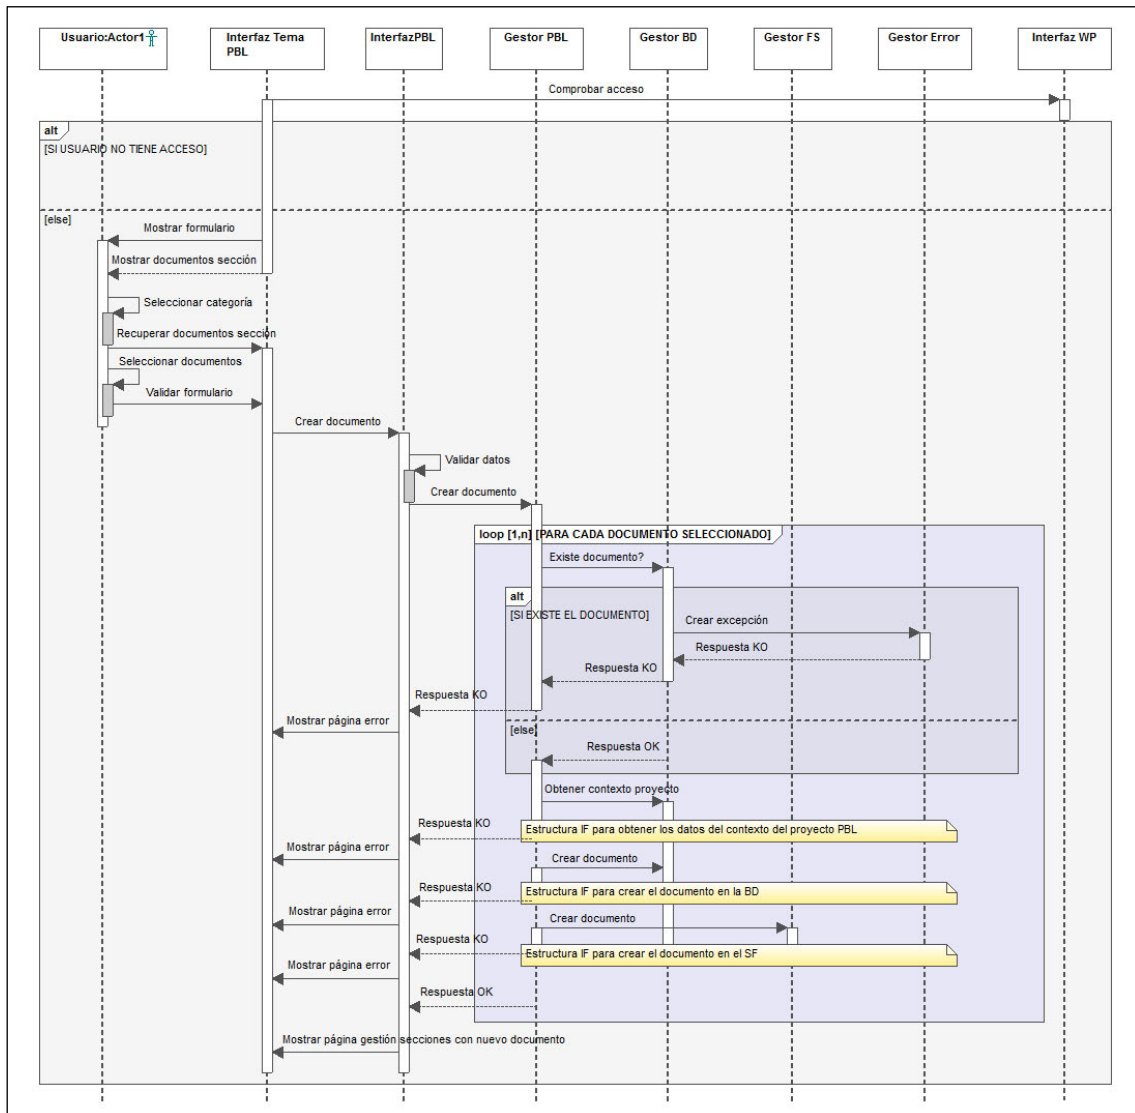 Usuario:Actor1
Interfaz Tema
PBL
InterfazPBL
Gestor PBL
Gestor BD
Gestor FS
Gestor Error
Interfaz WP
Comprobar acceso
alt
[SI USUARIO NO TIENE ACCESO]
[else]
Mostrar formulario
Mostrar documentos sección
Seleccionar categoría
Recuperar documentos sección
Seleccionar documentos
Validar formulario
Crear documento
Validar datos
Crear documento
loop [1,n] [PARA CADA DOCUMENTO SELECCIONADO]
Existe documento?
alt
[SI EXISTE EL DOCUMENTO]
Crear excepción
Respuesta KO
Respuesta KO
Respuesta KO
Mostrar página error
[else]
Respuesta OK
Obtener contexto proyecto
Respuesta KO
Estructura IF para obtener los datos del contexto del proyecto PBL
Mostrar página error
Crear documento
Respuesta KO
Estructura IF para crear el documento en la BD
Mostrar página error
Crear documento
Respuesta KO
Estructura IF para crear el documento en el SF
Mostrar página error
Respuesta OK
Mostrar página gestión secciones con nuevo documento